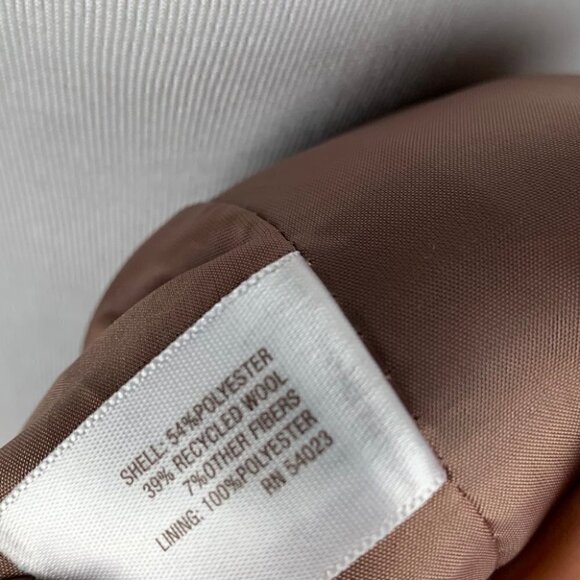 SHELL: 54%POLYESTER
39% RECYCLED WOOL
7%OTHER FIBERS
LINING: 100%POLYESTER
RN 54023